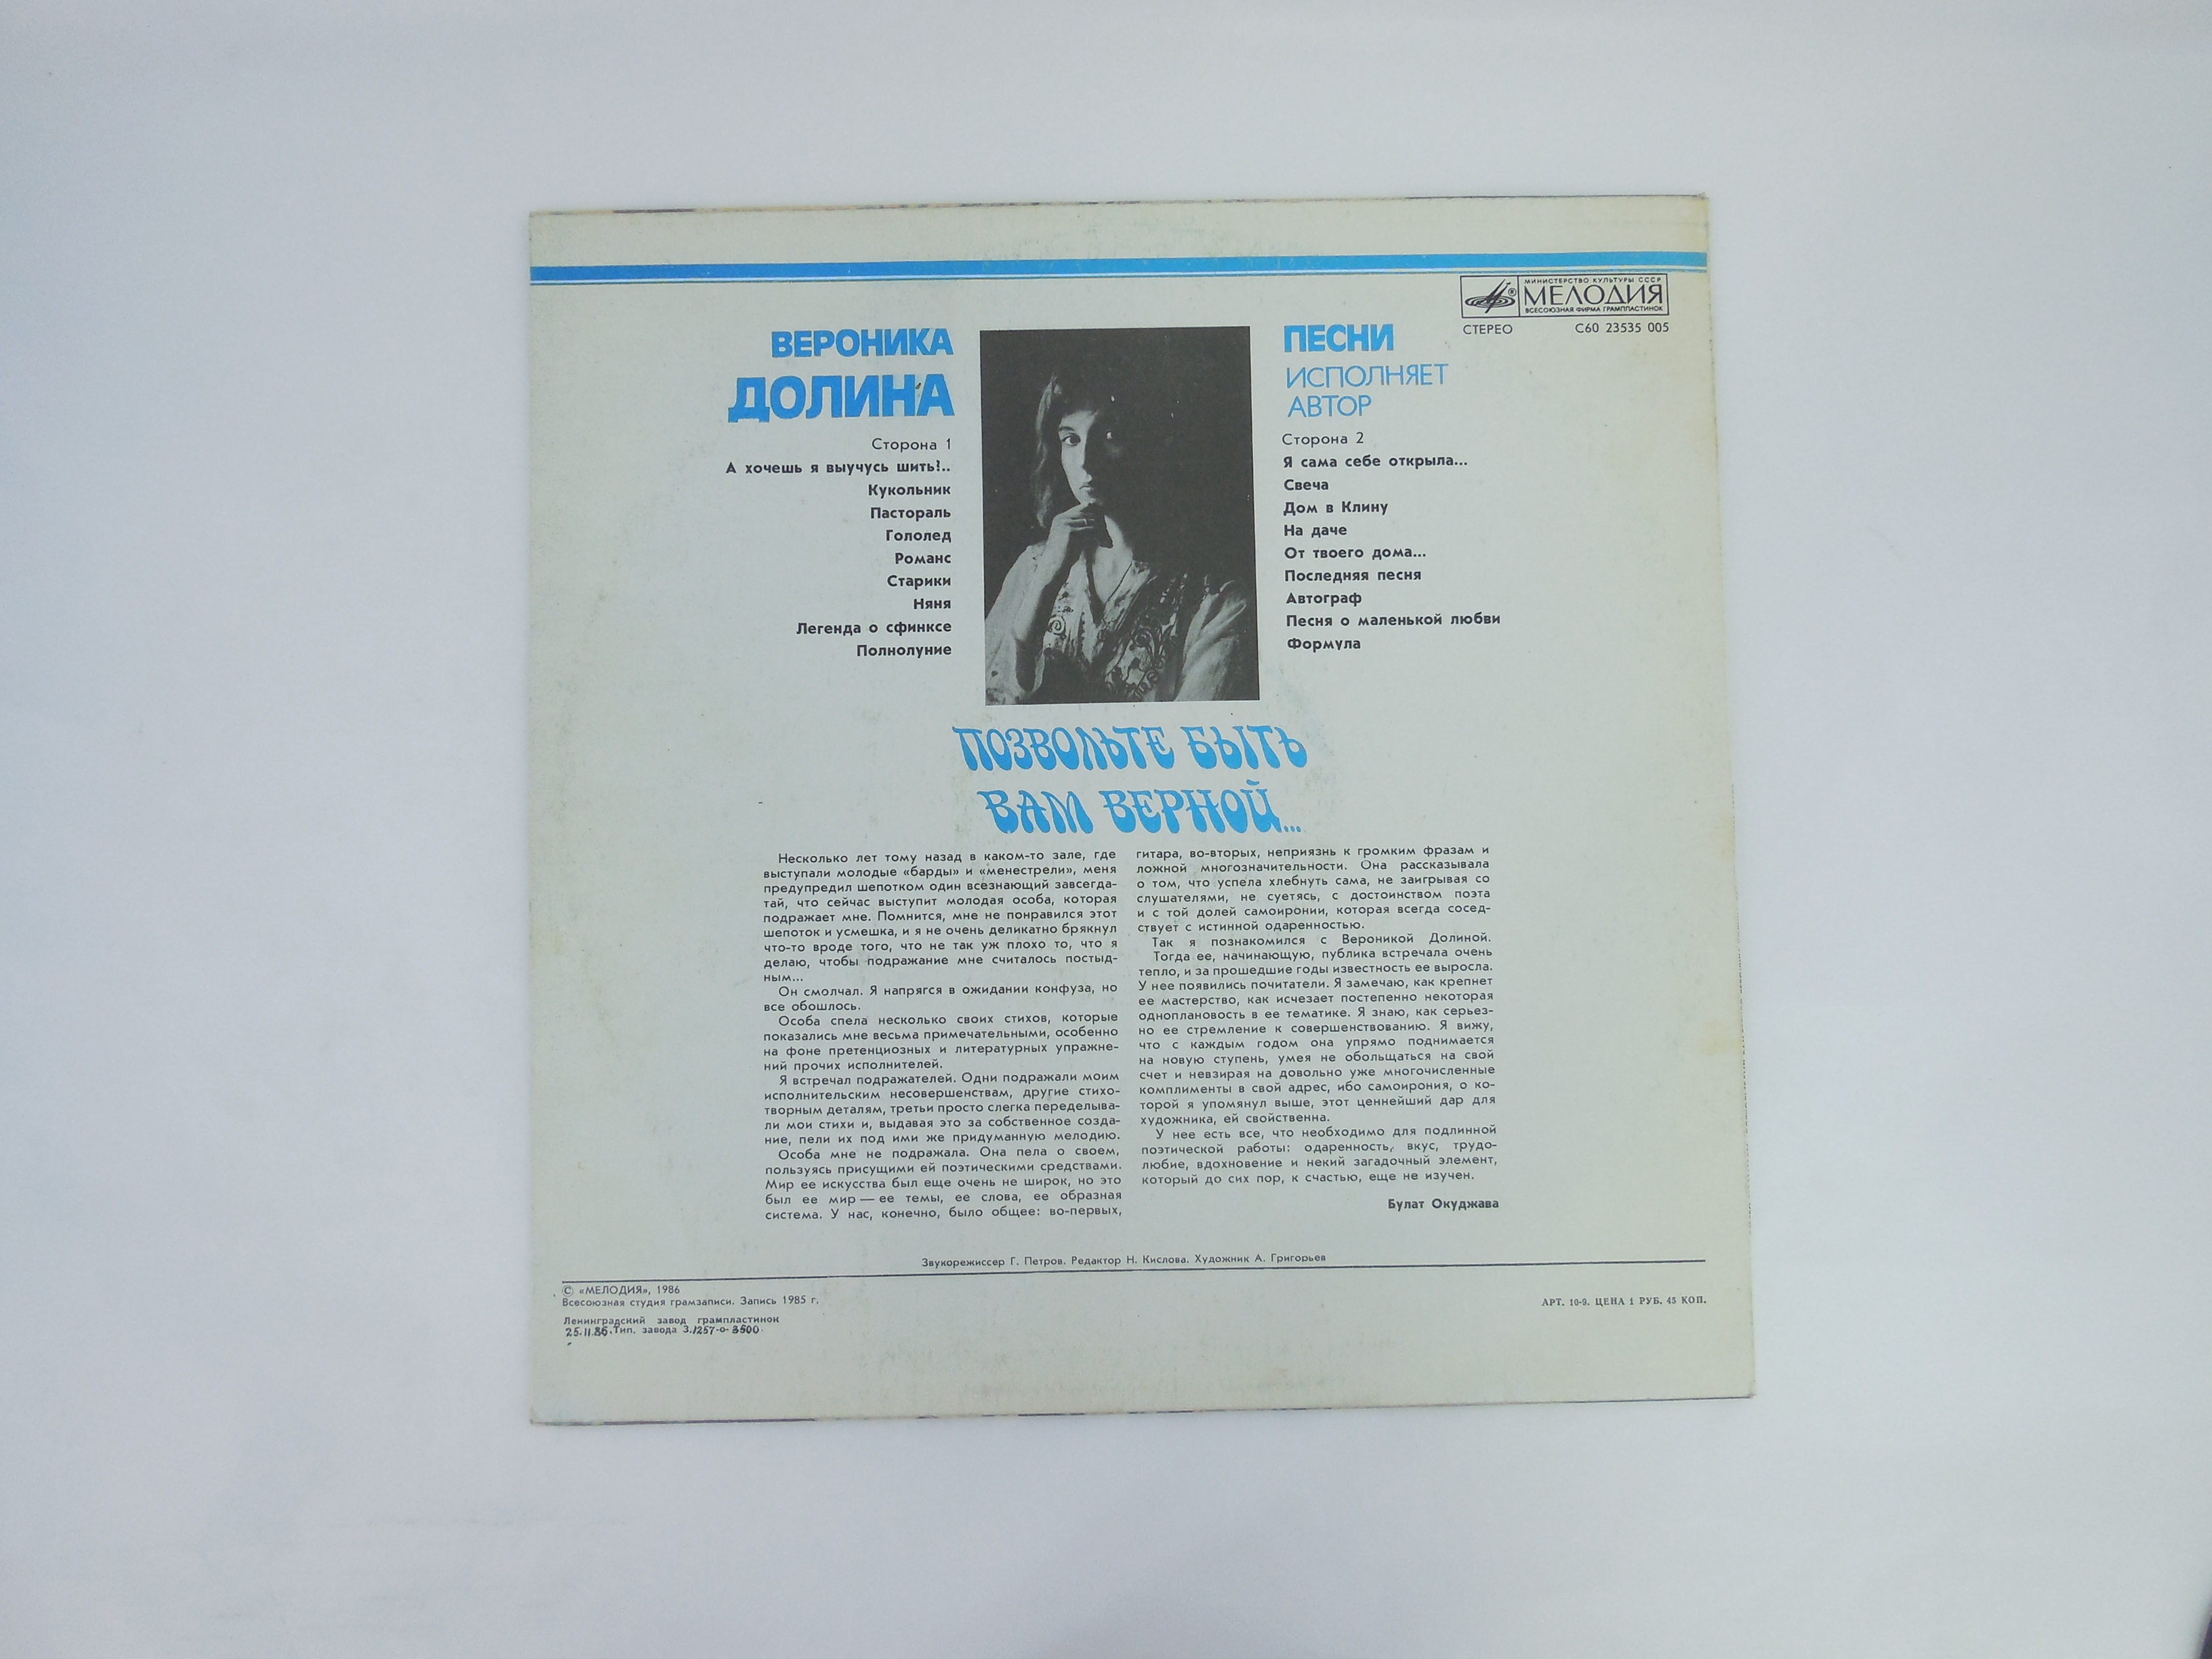 МИНИСТЕРСТВО КУЛЬТУРЫ СССР
МЕЛОДИЯ
ВСЕСОЮЗНАЯ ФИРМА ГРАМПЛАСТИНОК
СТЕРЕО С60 23535 005
ВЕРОНИКА
ДОЛИНА
Сторона 1
А хочешь я выучусь шить!..
Кукольник
Пастораль
Гололед
Романс
Старики
Няня
Легенда о сфинксе
Полнолуние
ПЕСНИ
ИСПОЛНЯЕТ
АВТОР
Сторона 2
Я сама себе открыла...
Свеча
Дом в Клину
На даче
От твоего дома...
Последняя песня
Автограф
Песня о маленькой любви
Формула
ПОЗВОЛЬТЕ БЫТЬ
ВАМ ВЕРНОЙ...
Несколько лет тому назад в каком-то зале, где
выступали молодые «барды» и «менестрели», меня
предупредил шепотком один всезнающий завсегда-
тай, что сейчас выступит молодая особа, которая
подражает мне. Помнится, мне не понравился этот
шепоток и усмешка, и я не очень деликатно брякнул
что-то вроде того, что не так уж плохо то, что я
делаю, чтобы подражание мне считалось постыд-
ным...
Он смолчал. Я напрягся в ожидании конфуза, но
все обошлось.
Особа спела несколько своих стихов, которые
показались мне весьма примечательными, особенно
на фоне претенциозных и литературных упражне-
ний прочих исполнителей.
Я встречал подражателей. Одни подражали моим
исполнительским несовершенствам, другие стихо-
творным деталям, третьи просто слегка переделыва-
ли мои стихи и, выдавая это за собственное созда-
ние, пели их под ими же придуманную мелодию.
Особа мне не подражала. Она пела о своем,
пользуясь присущими ей поэтическими средствами.
Мир ее искусства был еще очень не широк, но это
был ее мир — ее темы, ее слова, ее образная
система. У нас, конечно, было общее: во-первых,
гитара, во-вторых, неприязнь к громким фразам и
ложной многозначительности. Она рассказывала
о том, что успела хлебнуть сама, не заигрывая со
слушателями, не суетясь, с достоинством поэта
и с той долей самоиронии, которая всегда сосед-
ствует с истинной одаренностью.
Так я познакомился с Вероникой Долиной.
Тогда ее, начинающую, публика встречала очень
тепло, и за прошедшие годы известность ее выросла.
У нее появились почитатели. Я замечаю, как крепнет
ее мастерство, как исчезает постепенно некоторая
одноплановость в ее тематике. Я знаю, как серьез-
но ее стремление к совершенствованию. Я вижу,
что с каждым годом она упрямо поднимается
на новую ступень, умея не обольщаться на свой
счет и невзирая на довольно уже многочисленные
комплименты в свой адрес, ибо самоирония, о ко-
торой я упомянул выше, этот ценнейший дар для
художника, ей свойственна.
У нее есть все, что необходимо для подлинной
поэтической работы: одаренность, вкус, трудо-
любие, вдохновение и некий загадочный элемент,
который до сих пор, к счастью, еще не изучен.
Булат Окуджава
Звукорежиссер Г. Петров. Редактор Н. Кислова. Художник А. Григорьев
© «МЕЛОДИЯ», 1986
Всесоюзная студия грамзаписи. Запись 1985 г.
Ленинградский завод грампластинок
25.11.86. Тип. завода З.1257-о-3500
АРТ. 10-9. ЦЕНА 1 РУБ. 45 КОП.